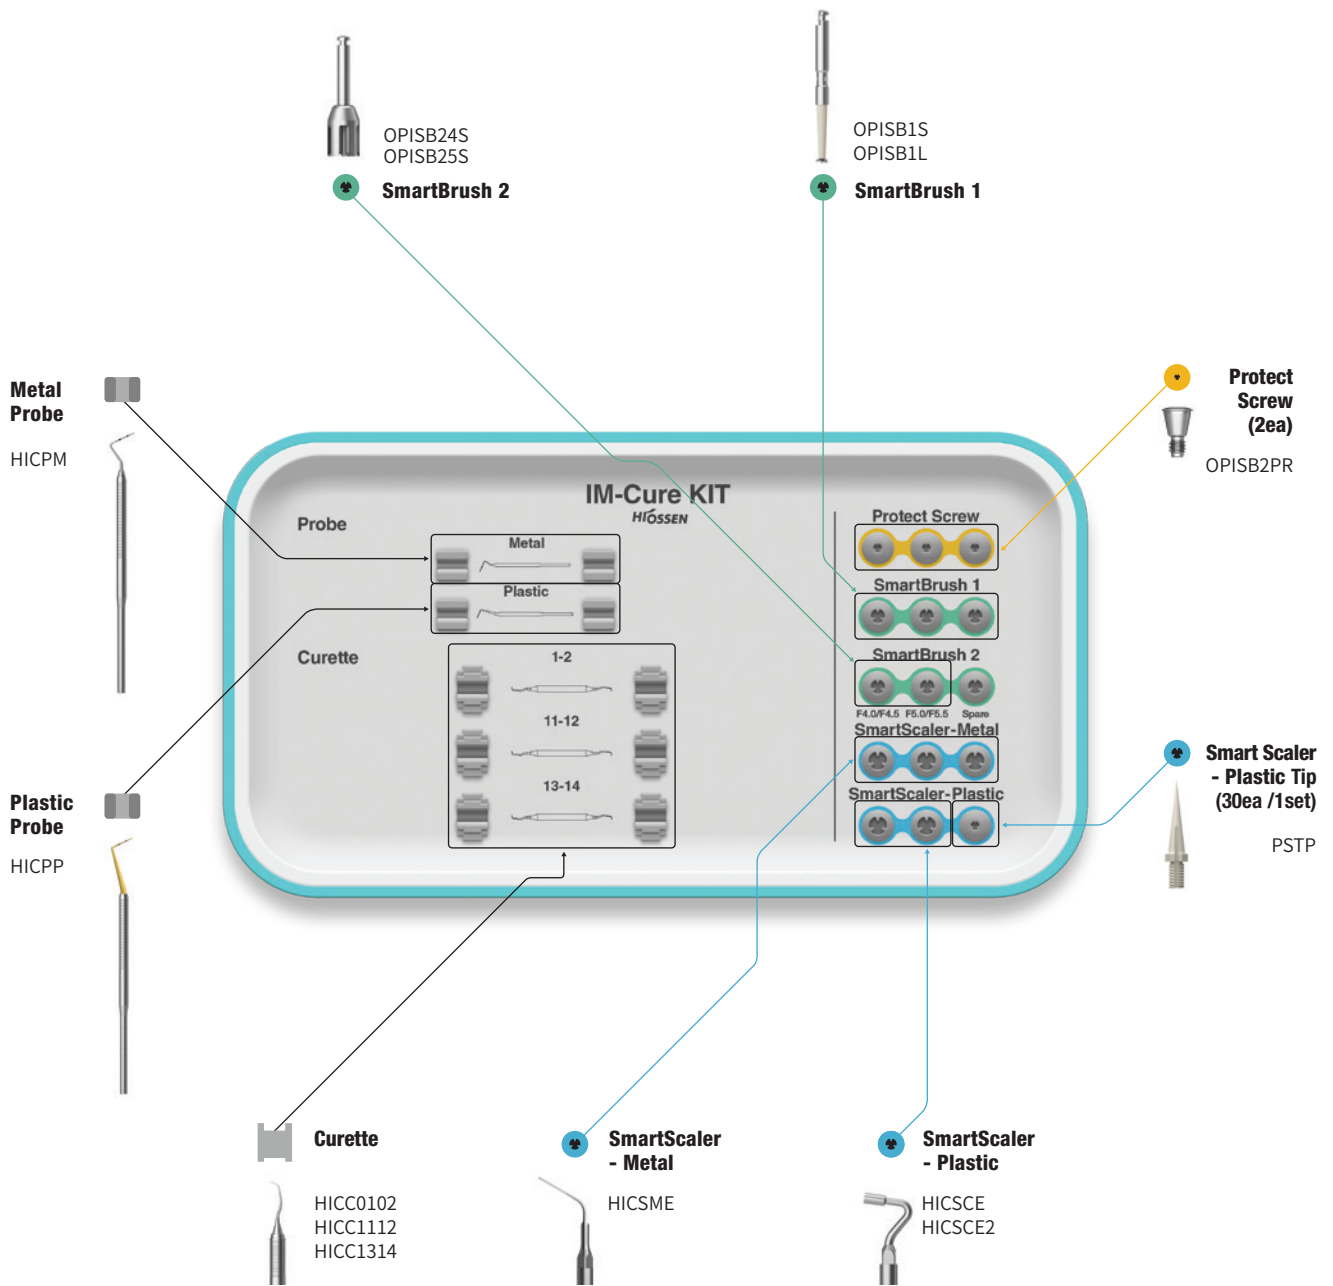 OPISB24S
OPISB25S
SmartBrush 2
OPISB1S
OPISB1L
SmartBrush 1
Metal
Probe
HICPM
Protect
Screw
(2ea)
OPISB2PR
IM-Cure KIT
HIOSSEN
Probe
Metal
Plastic
Curette
1-2
11-12
13-14
Protect Screw
SmartBrush 1
SmartBrush 2
F4.0/F4.5 F5.0/F5.5 Spare
SmartScaler-Metal
SmartScaler-Plastic
Plastic
Probe
HICPP
Smart Scaler
- Plastic Tip
(30ea /1set)
PSTP
Curette
HICC0102
HICC1112
HICC1314
SmartScaler
- Metal
HICSME
SmartScaler
- Plastic
HICSCE
HICSCE2